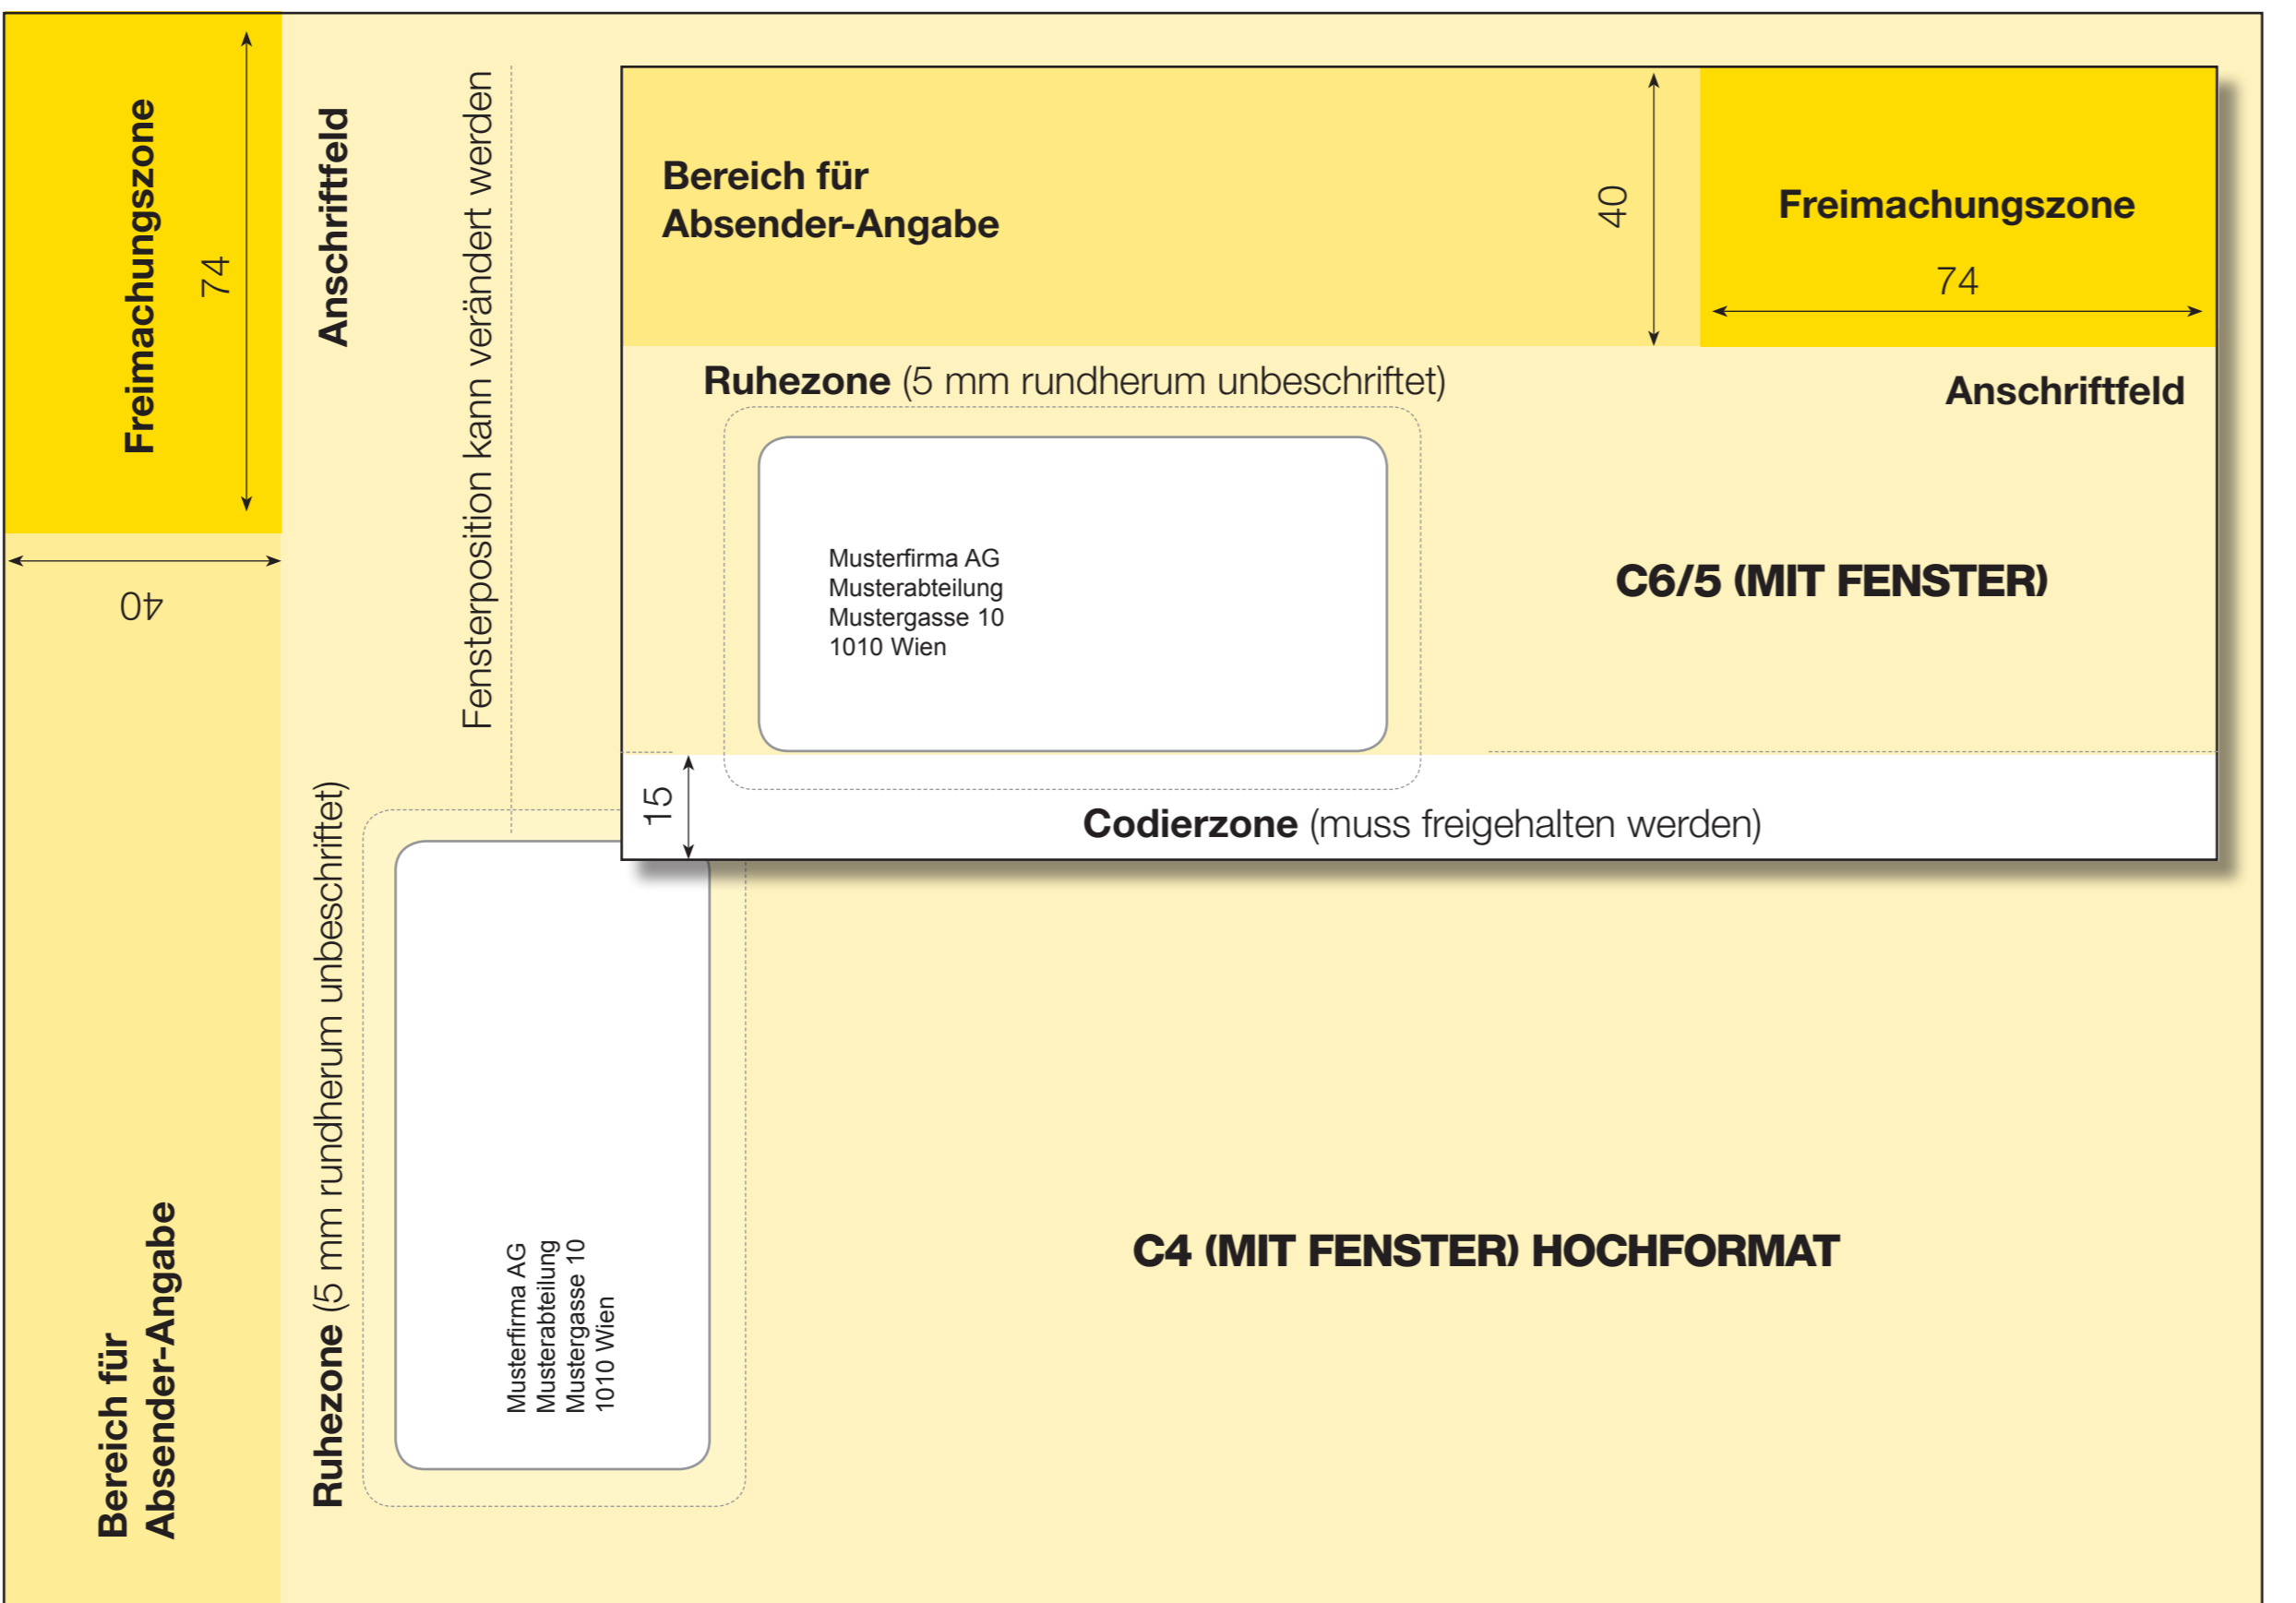 Freimachungszone
74
40
Bereich für
Absender-Angabe
Anschriftfeld
Fensterposition kann verändert werden
Ruhezone (5 mm rundherum unbeschriftet)
Musterfirma AG
Musterabteilung
Mustergasse 10
1010 Wien
C4 (MIT FENSTER) HOCHFORMAT
Bereich für
Absender-Angabe
40
Freimachungszone
74
Ruhezone (5 mm rundherum unbeschriftet)
Anschriftfeld
Musterfirma AG
Musterabteilung
Mustergasse 10
1010 Wien
C6/5 (MIT FENSTER)
15
Codierzone (muss freigehalten werden)